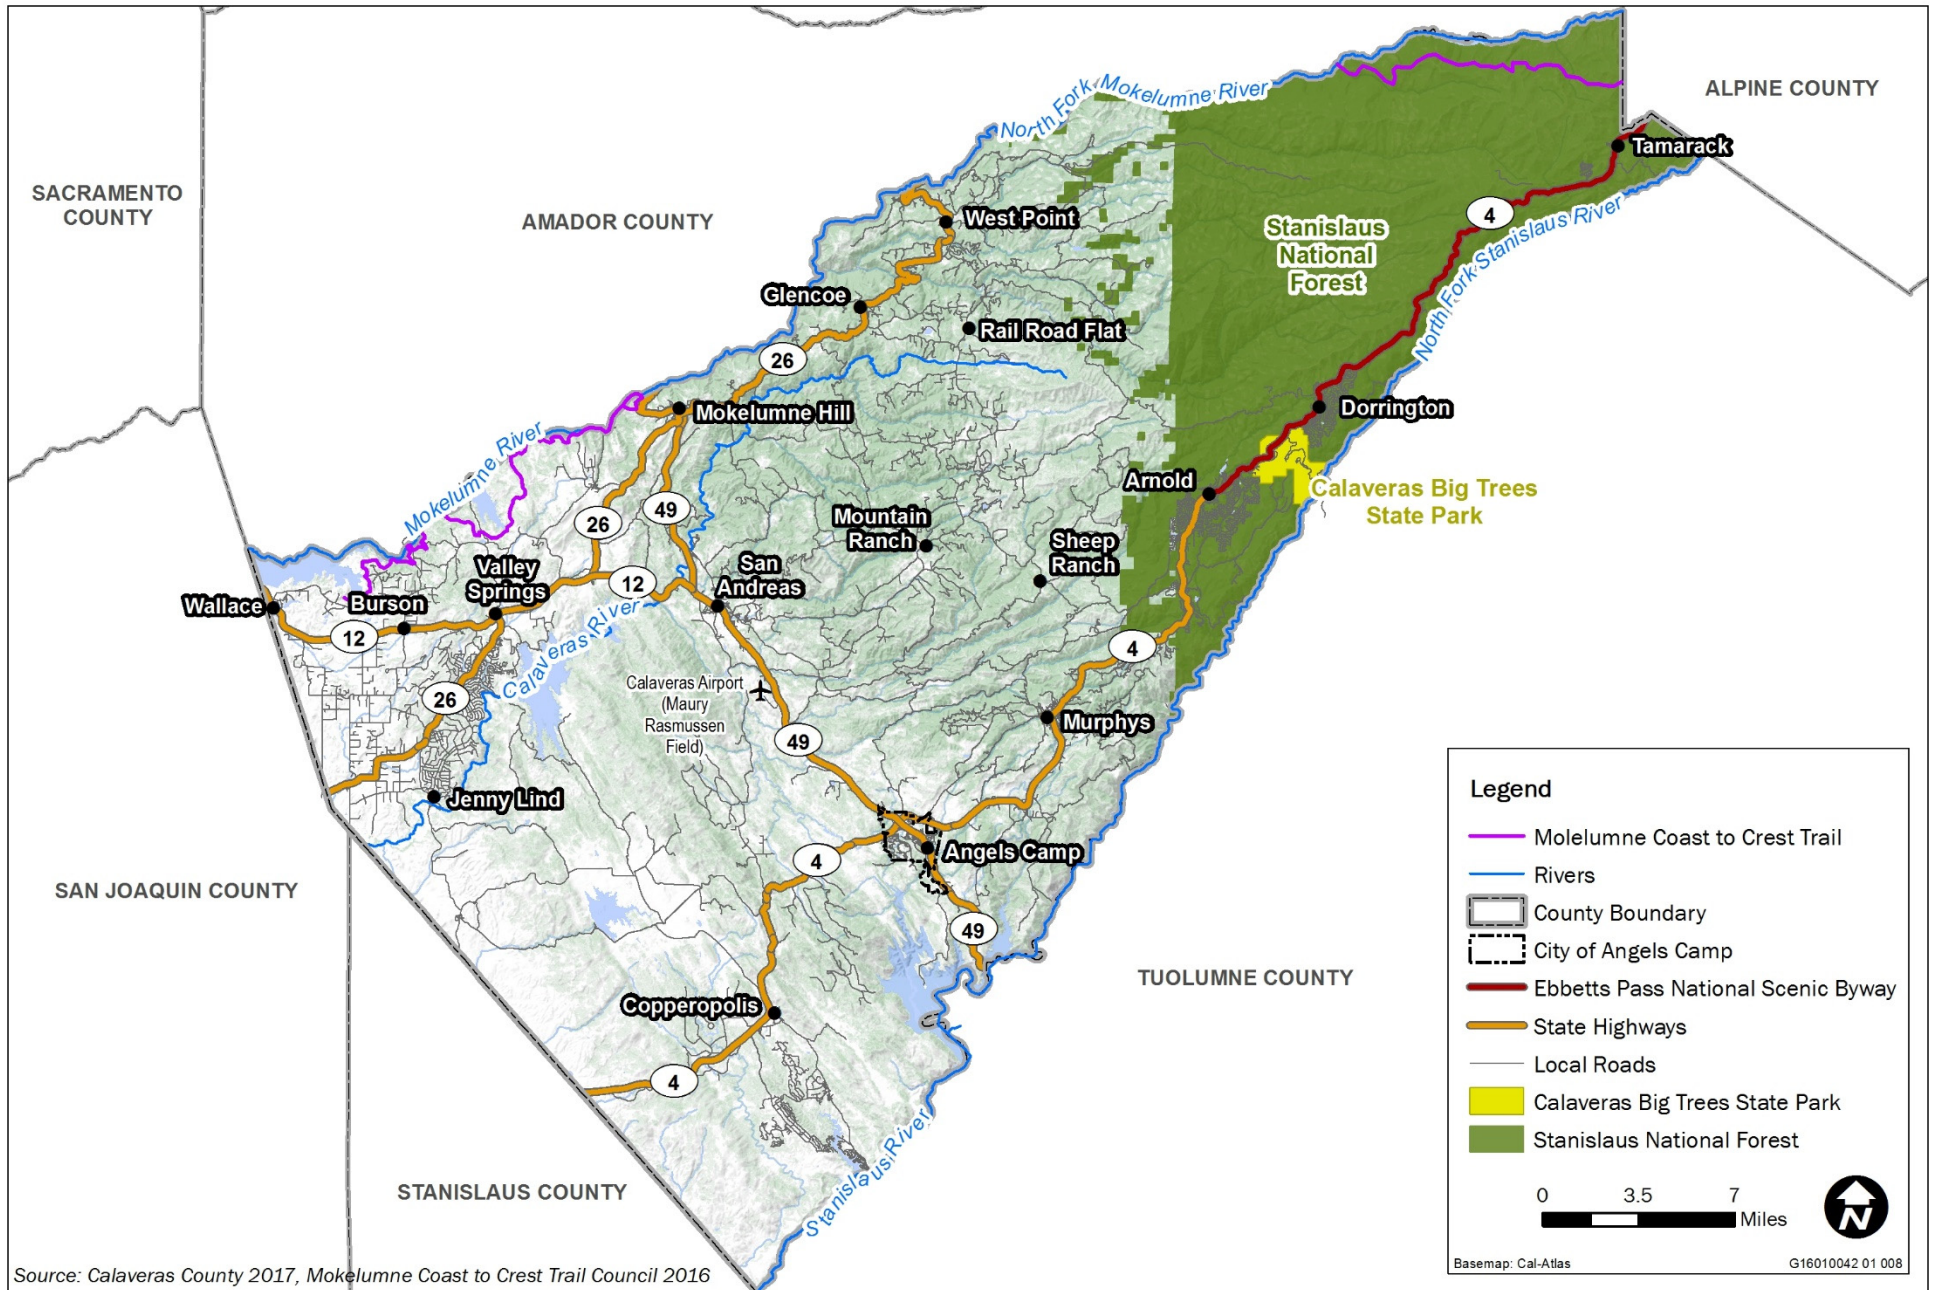 ALPINE COUNTY
North Fork Mokelumne River
Tamarack
SACRAMENTO
COUNTY
AMADOR COUNTY
West Point
4
Stanislaus
National
Forest
North Fork Stanislaus River
Glencoe
Rail Road Flat
26
Mokelumne Hill
Dorrington
Mokelumne River
Arnold
Calaveras Big Trees
State Park
49
26
Mountain
Ranch
Sheep
Ranch
Valley
Springs
12
San
Andreas
Wallace
Burson
12
Calaveras River
4
26
Calaveras Airport
(Maury
Rasmussen
Field)
Murphys
49
Jenny Lind
4
Angels Camp
SAN JOAQUIN COUNTY
49
TUOLUMNE COUNTY
Copperopolis
4
Stanislaus River
STANISLAUS COUNTY
Legend
Molelumne Coast to Crest Trail
Rivers
County Boundary
City of Angels Camp
Ebbetts Pass National Scenic Byway
State Highways
Local Roads
Calaveras Big Trees State Park
Stanislaus National Forest
0 3.5 7
Miles
N
Basemap: Cal-Atlas G16010042 01 008
Source: Calaveras County 2017, Mokelumne Coast to Crest Trail Council 2016